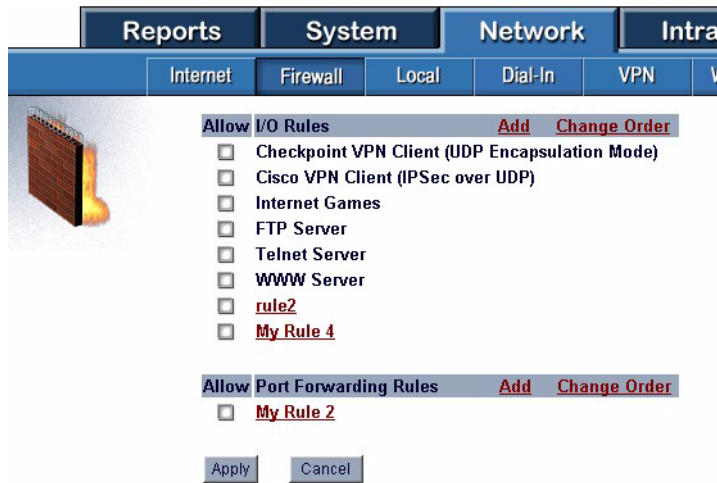 Reports System Network
Internet Firewall Local Dial-In VPN
Allow I/O Rules Add Change Order
Checkpoint VPN Client (UDP Encapsulation Mode)
Cisco VPN Client (IPSec over UDP)
Internet Games
FTP Server
Telnet Server
WWW Server
rule2
My Rule 4
Allow Port Forwarding Rules Add Change Order
My Rule 2
Apply Cancel